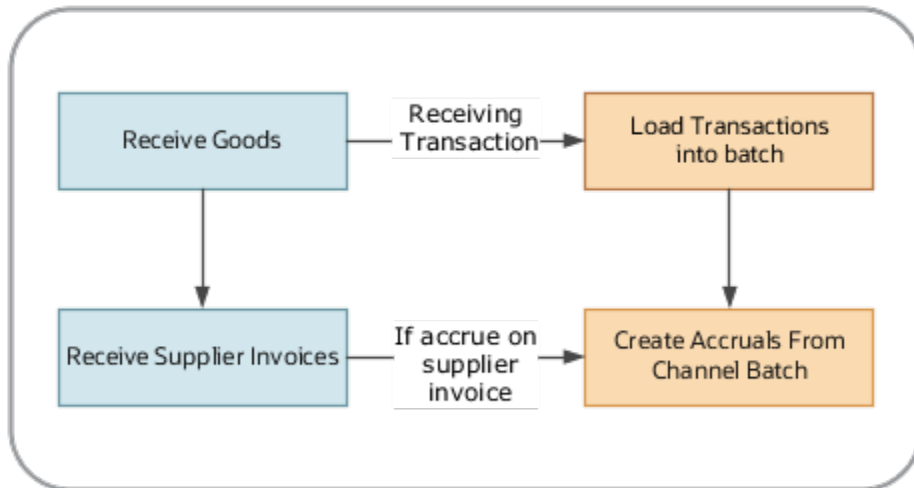 Receive Goods
Receiving
Transaction
Load Transactions
into batch
Receive Supplier Invoices
If accrue on
supplier
invoice
Create Accruals From
Channel Batch